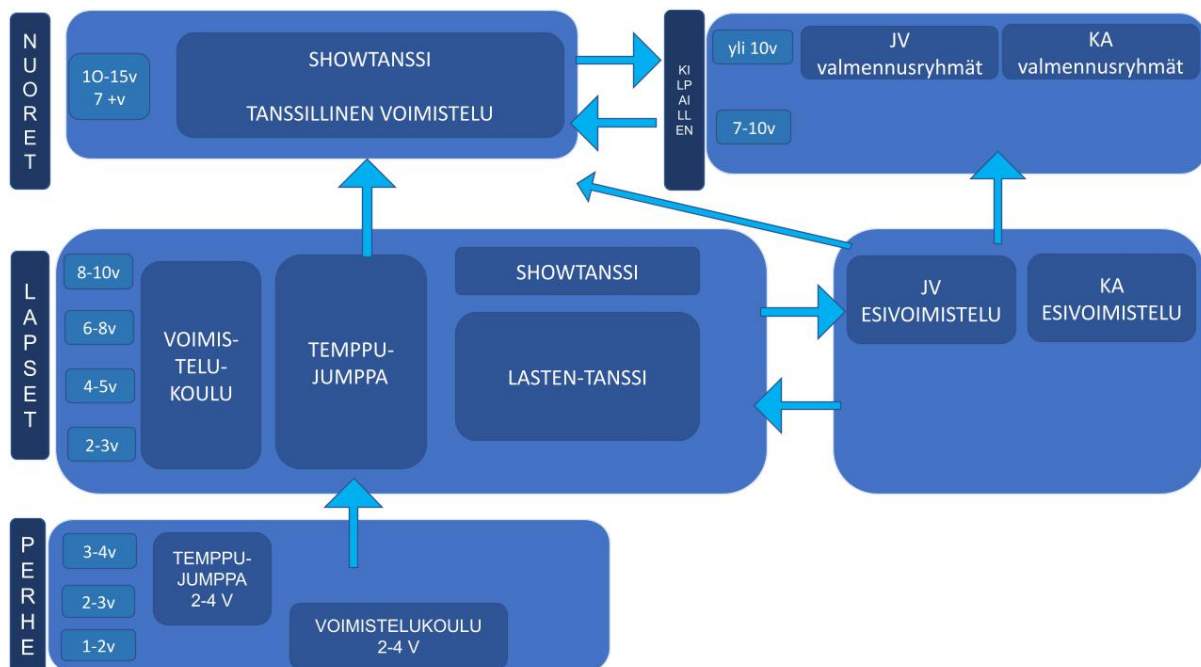 NUORET
10-15v
7 +v
SHOWTANSSI
TANSSILLINEN VOIMISTELU
KI
LP
AI
LL
EN
yli 10v
7-10v
JV
valmennusryhmät
KA
valmennusryhmät
LAPSET
8-10v
6-8v
4-5v
2-3v
VOIMIS-
TELU-
KOULU
TEMPPU-
JUMPPA
SHOWTANSSI
LASTEN-TANSSI
JV
ESIVOIMISTELU
KA
ESIVOIMISTELU
PERHE
3-4v
2-3v
1-2v
TEMPPU-
JUMPPA
2-4 V
VOIMISTELUKOULU
2-4 V